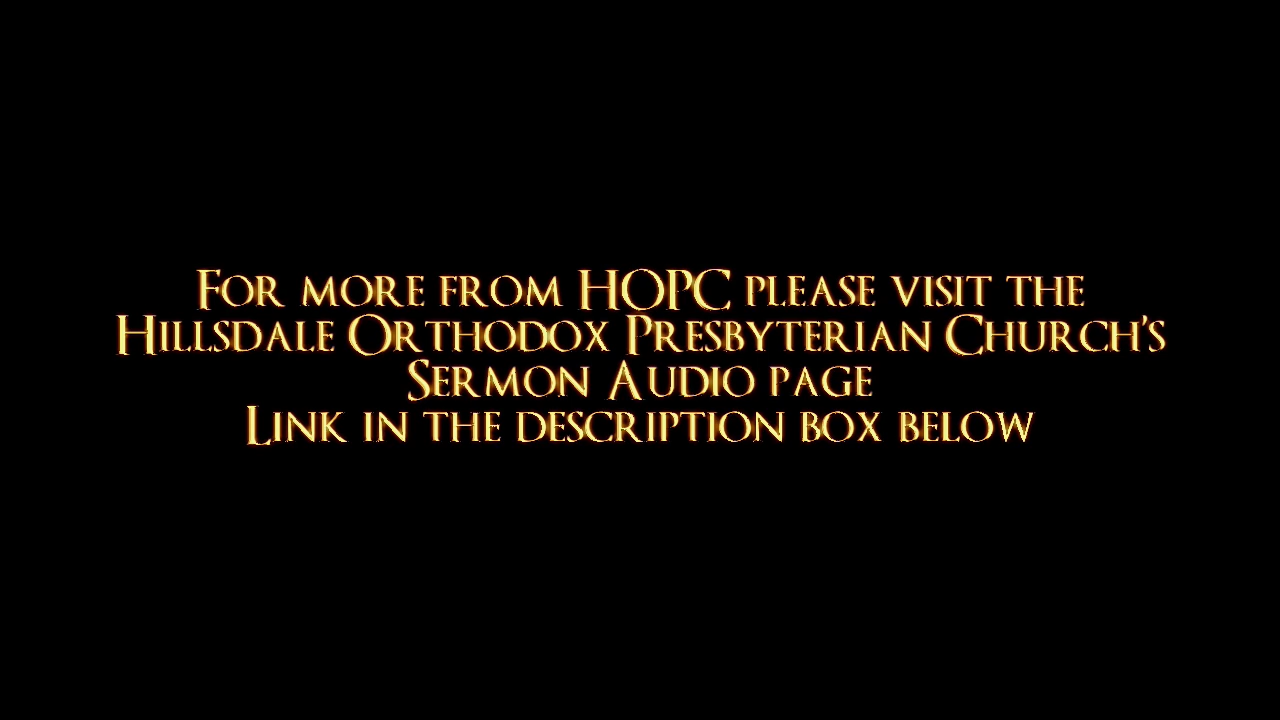 For more from HOPC please visit the
Hillsdale Orthodox Presbyterian Church's
Sermon Audio page
Link in the description box below